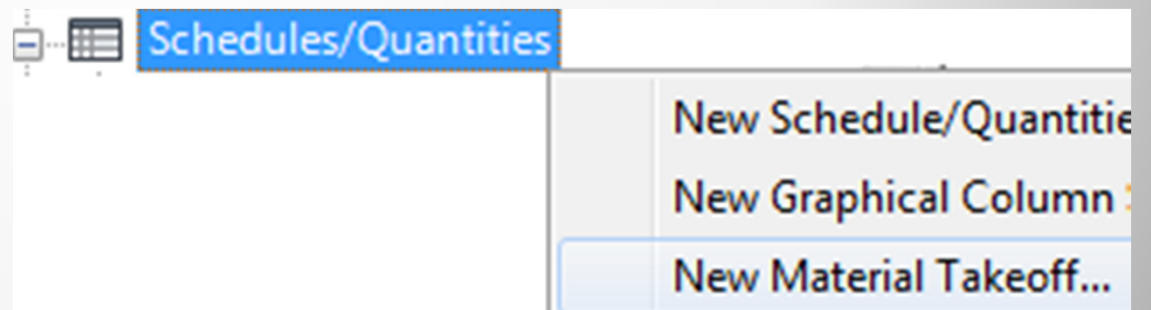 Schedules/Quantities
New Schedule/Quantitie
New Graphical Column
New Material Takeoff...